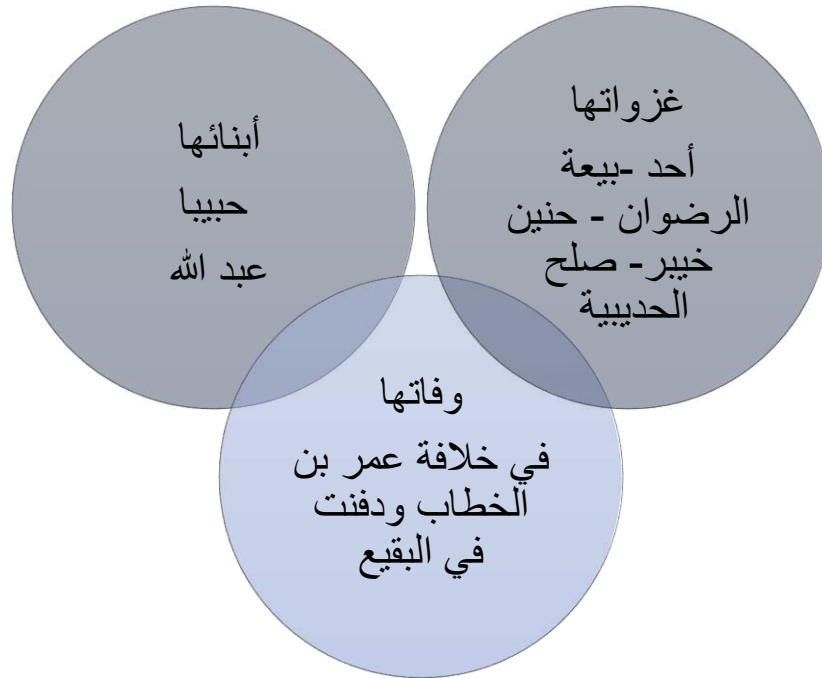 غزواتها
أحد -بيعة
الرضوان - حنين
خيبر- صلح
الحديبية
أبنائها
حبيبا
عبد الله
وفاتها
في خلافة عمر بن
الخطاب ودفنت
في البقيع